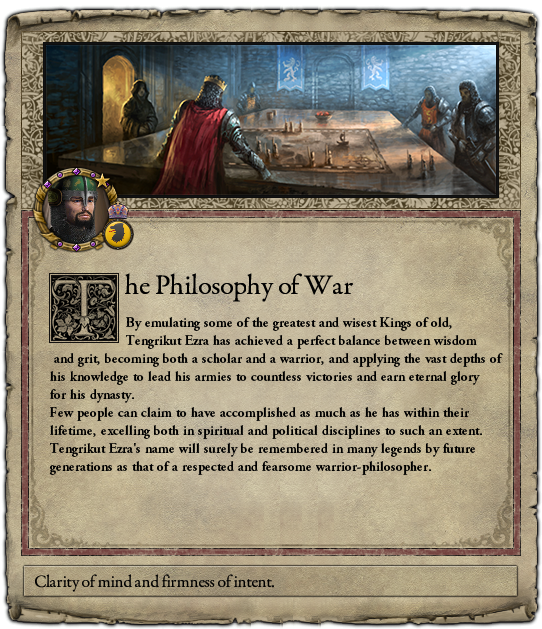 The Philosophy of War
By emulating some of the greatest and wisest Kings of old,
Tengrikut Ezra has achieved a perfect balance between wisdom
and grit, becoming both a scholar and a warrior, and applying the vast depths of
his knowledge to lead his armies to countless victories and earn eternal glory
for his dynasty.
Few people can claim to have accomplished as much as he has within their
lifetime, excelling both in spiritual and political disciplines to such an extent.
Tengrikut Ezra's name will surely be remembered in many legends by future
generations as that of a respected and fearsome warrior-philosopher.
Clarity of mind and firmness of intent.